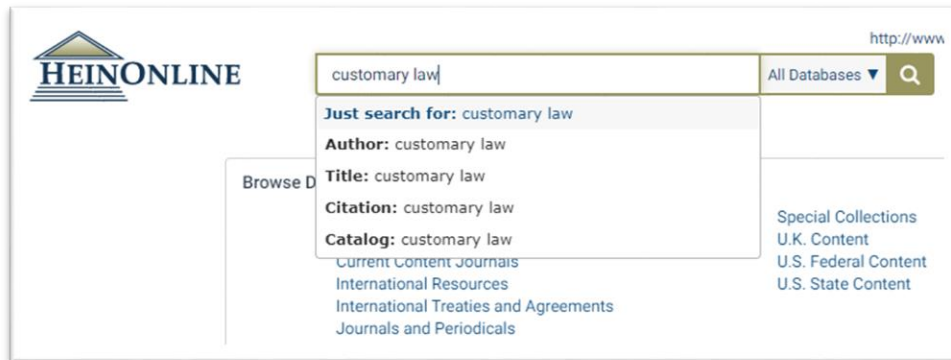 http://www
HEINONLINE
customary law
All Databases ▼
Just search for: customary law
Author: customary law
Title: customary law
Citation: customary law
Catalog: customary law
Browse D
Current Content Journals
International Resources
International Treaties and Agreements
Journals and Periodicals
Special Collections
U.K. Content
U.S. Federal Content
U.S. State Content